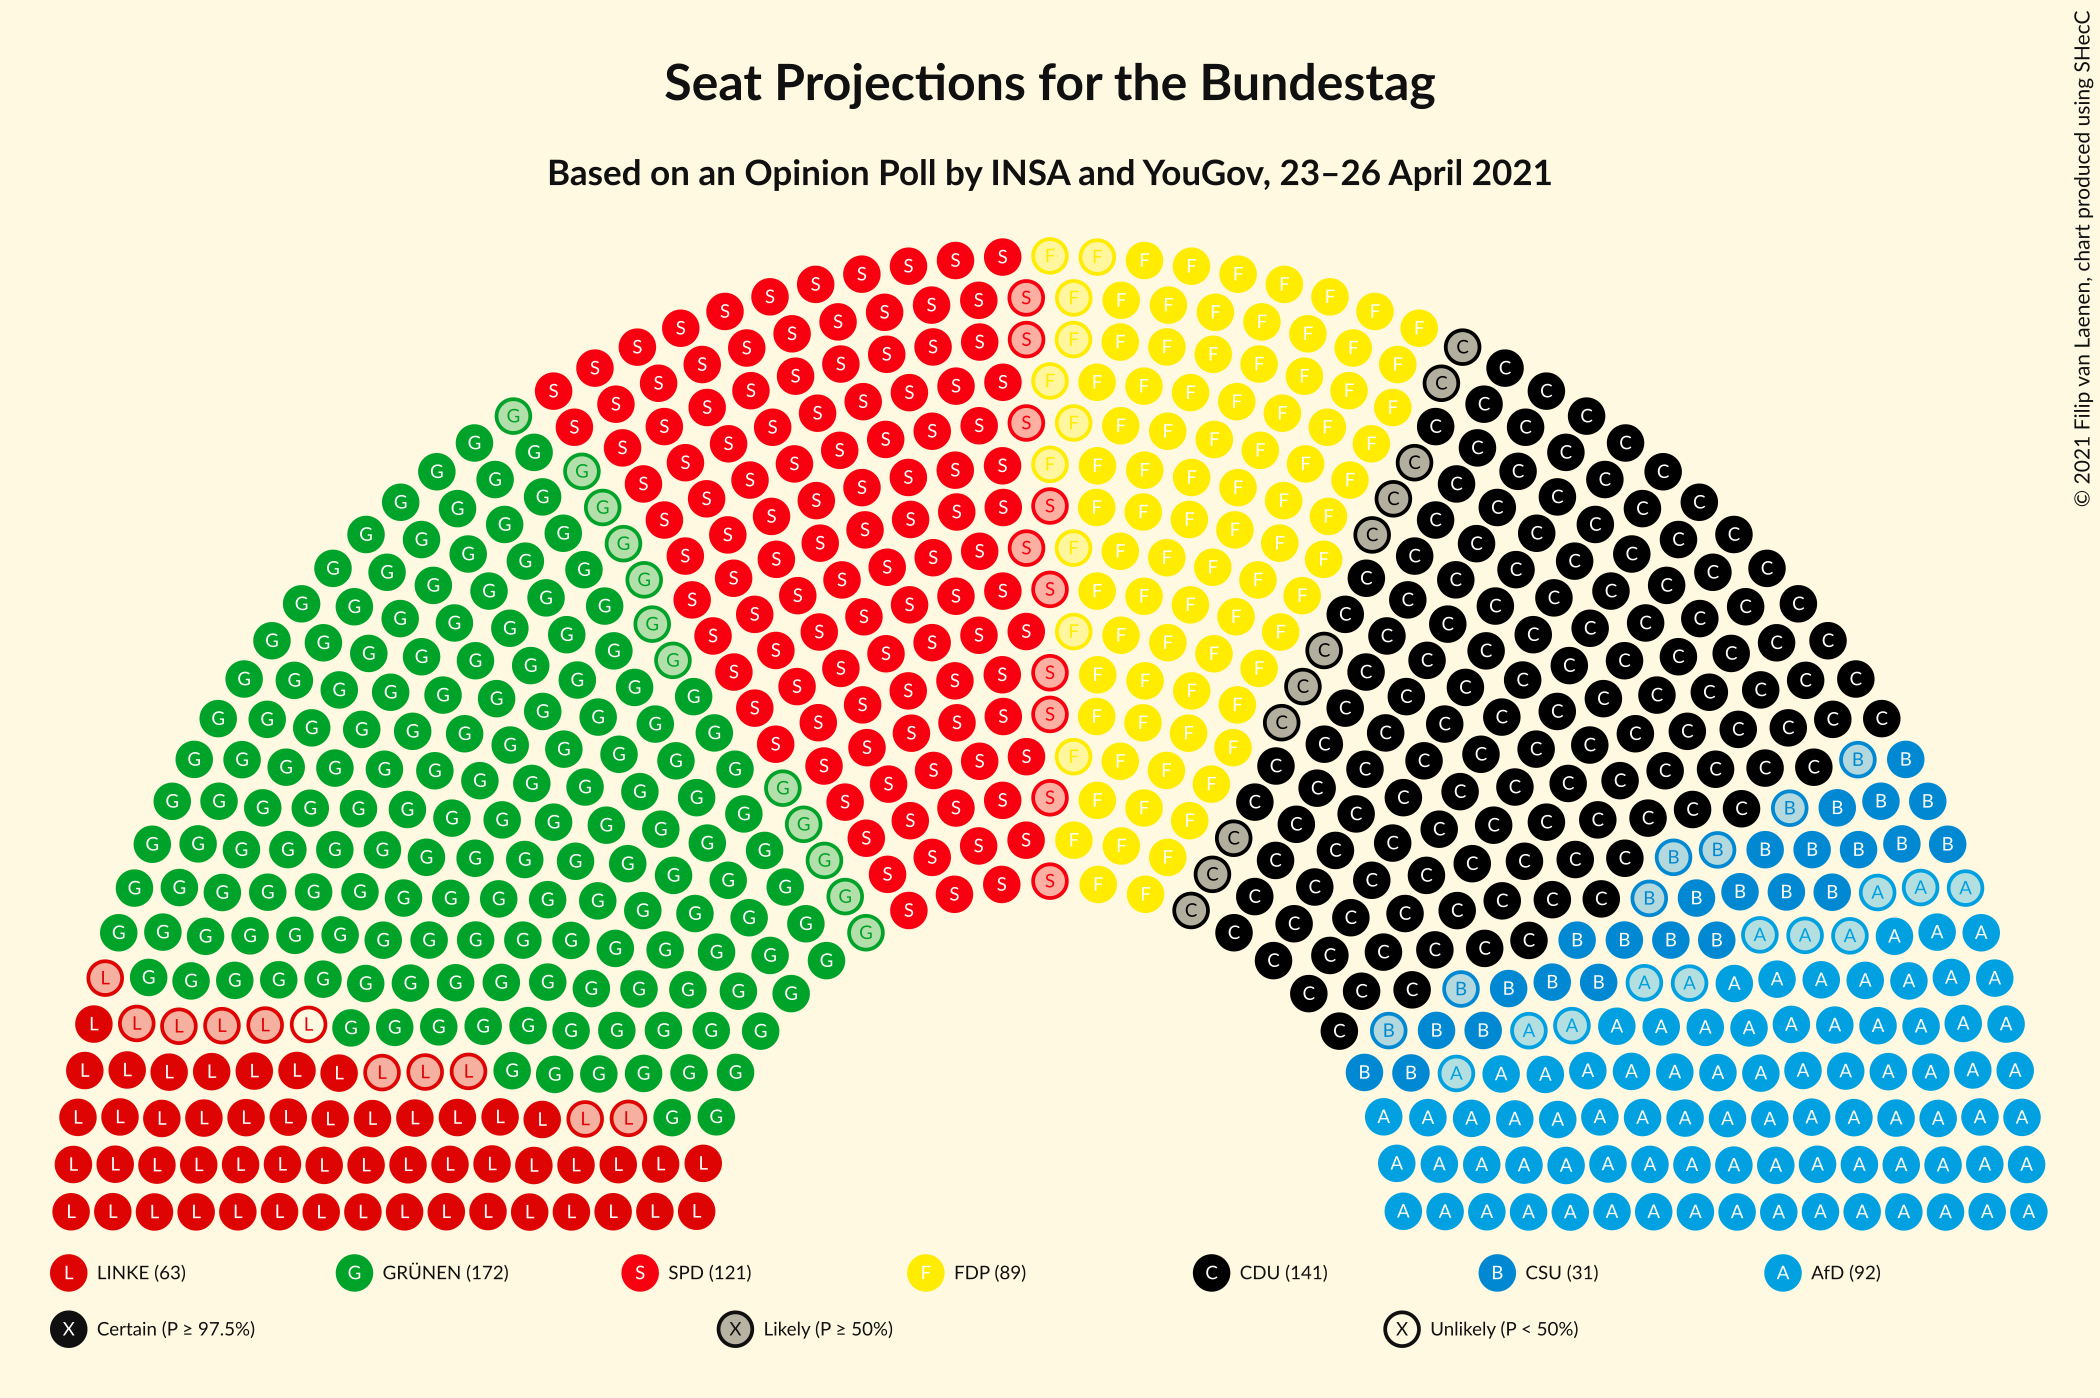 Seat Projections for the Bundestag
Based on an Opinion Poll by INSA and YouGov, 23–26 April 2021
© 2021 Filip van Laenen, chart produced using SHecC
L LINKE (63)
G GRÜNEN (172)
S SPD (121)
F FDP (89)
C CDU (141)
B CSU (31)
A AfD (92)
X Certain (P ≥ 97.5%)
X Likely (P ≥ 50%)
X Unlikely (P < 50%)